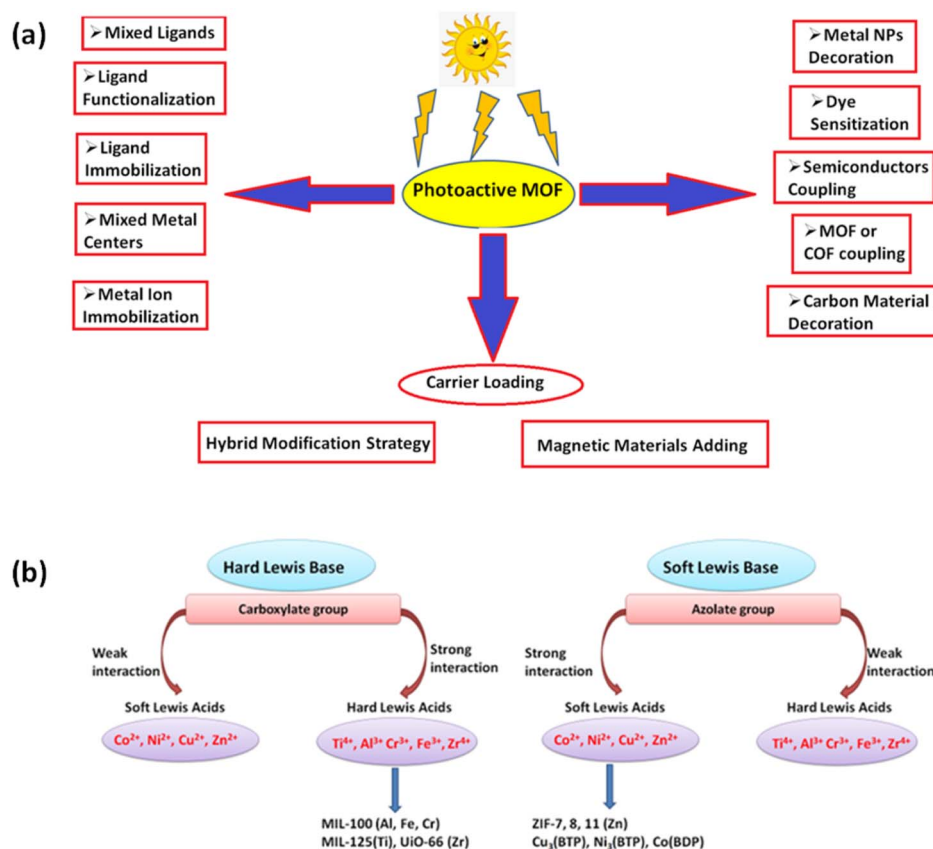 (a)
➢Mixed Ligands
➢Ligand
Functionalization
➢Ligand
Immobilization
➢Mixed Metal
Centers
➢Metal Ion
Immobilization
Photoactive MOF
➢Metal NPs
Decoration
➢Dye
Sensitization
➢Semiconductors
Coupling
➢MOF or
COF coupling
➢Carbon Material
Decoration
Carrier Loading
Hybrid Modification Strategy
Magnetic Materials Adding
(b)
Hard Lewis Base
Carboxylate group
Weak
interaction
Strong
interaction
Soft Lewis Acids
Hard Lewis Acids
Co²⁺, Ni²⁺, Cu²⁺, Zn²⁺
Ti⁴⁺, Al³⁺ Cr³⁺, Fe³⁺, Zr⁴⁺
MIL-100 (Al, Fe, Cr)
MIL-125(Ti), UiO-66 (Zr)
Soft Lewis Base
Azolate group
Strong
interaction
Weak
interaction
Soft Lewis Acids
Hard Lewis Acids
Co²⁺, Ni²⁺, Cu²⁺, Zn²⁺
Ti⁴⁺, Al³⁺ Cr³⁺, Fe³⁺, Zr⁴⁺
ZIF-7, 8, 11 (Zn)
Cu₃(BTP), Ni₃(BTP), Co(BDP)